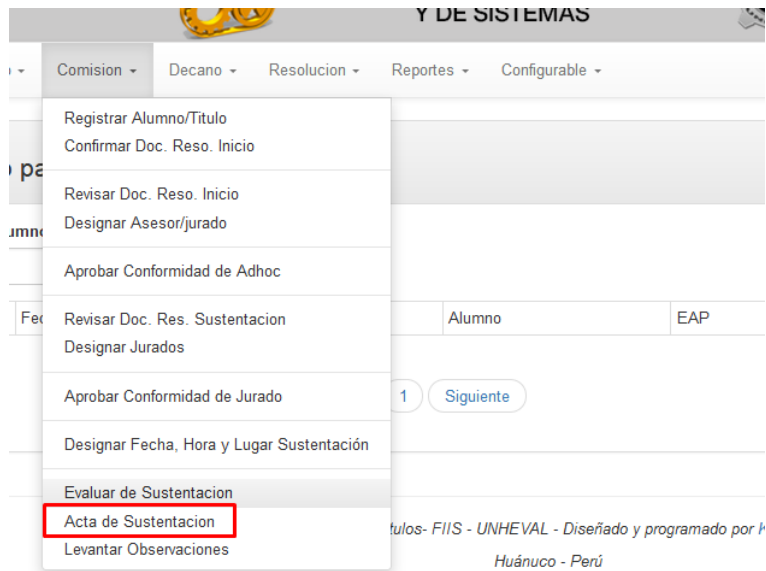 Y DE SISTEMAS
Comision Decano Resolucion Reportes Configurable
Registrar Alumno/Titulo
Confirmar Doc. Reso. Inicio
Revisar Doc. Reso. Inicio
Designar Asesor/jurado
Aprobar Conformidad de Adhoc
Revisar Doc. Res. Sustentacion
Designar Jurados
Alumno EAP
Aprobar Conformidad de Jurado
1 Siguiente
Designar Fecha, Hora y Lugar Sustentación
Evaluar de Sustentacion
Acta de Sustentacion
Levantar Observaciones
- FIIS - UNHEVAL - Diseñado y programado por
Huánuco - Perú